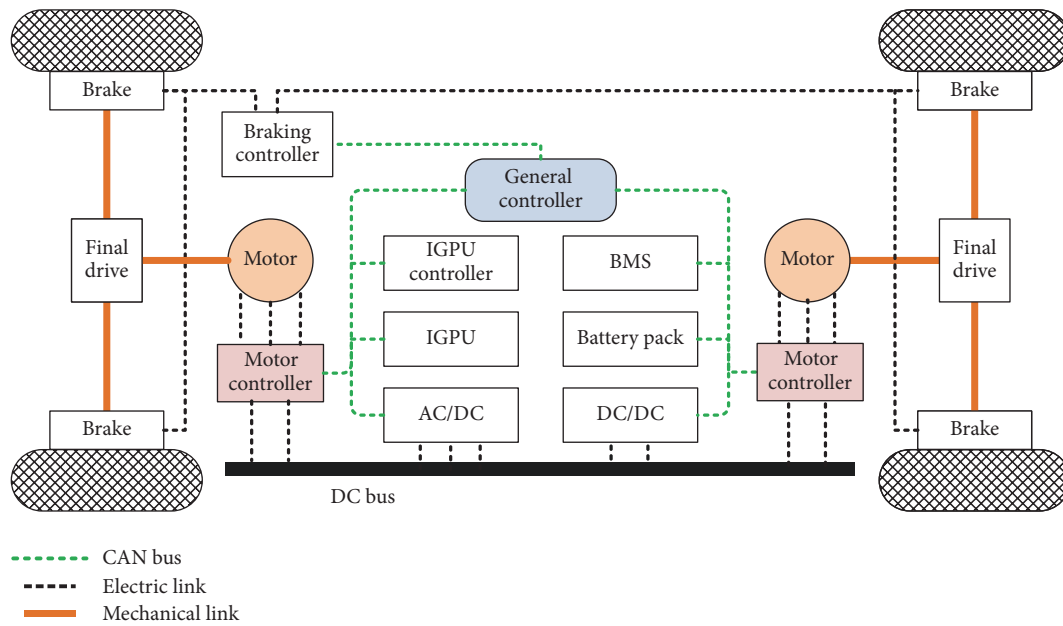 Brake
Brake
Braking
controller
General
controller
Final
drive
Motor
IGPU
controller
BMS
Motor
Final
drive
IGPU
Battery pack
Motor
controller
Motor
controller
AC/DC
DC/DC
Brake
Brake
DC bus
CAN bus
Electric link
Mechanical link